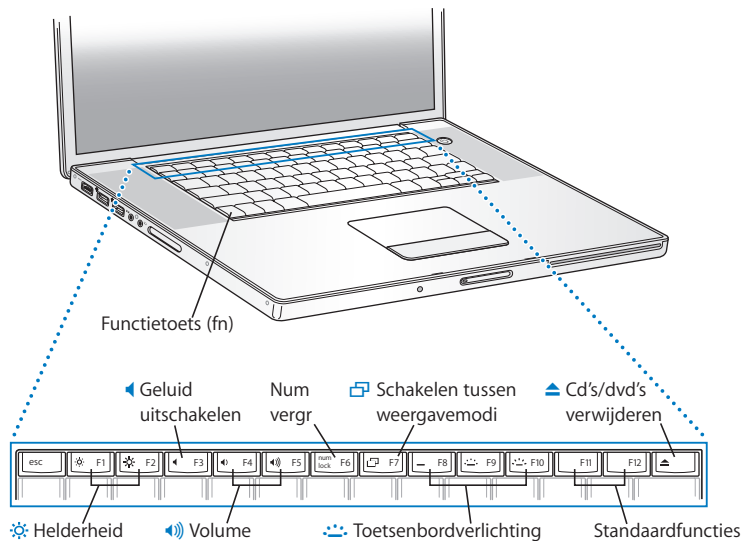 Functietoets (fn)
Geluid
uitschakelen
Num
vergr
Schakelen tussen
weergavemodi
Cd's/dvd's
verwijderen
esc
F1
F2
F3
F4
F5
num
lock
F6
F7
F8
F9
F10
F11
F12
Helderheid
Volume
Toetsenbordverlichting
Standaardfuncties